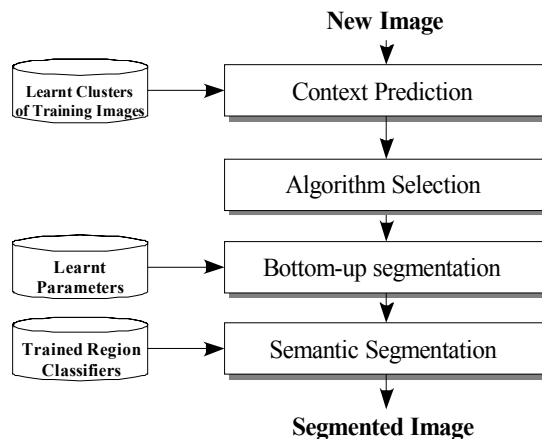 New Image
Learnt Clusters
of Training Images
Context Prediction
Algorithm Selection
Learnt
Parameters
Bottom-up segmentation
Trained Region
Classifiers
Semantic Segmentation
Segmented Image